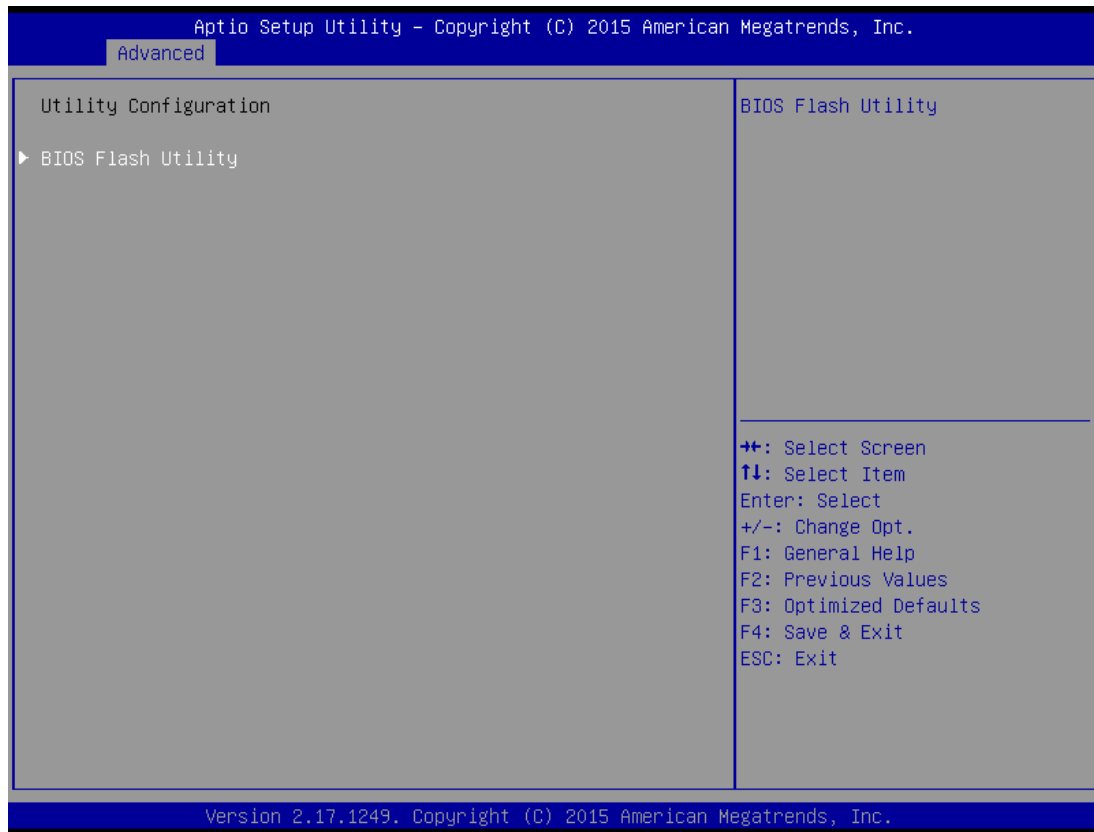 Aptio Setup Utility – Copyright (C) 2015 American Megatrends, Inc.
Advanced
Utility Configuration
BIOS Flash Utility
▶ BIOS Flash Utility
→←: Select Screen
↑↓: Select Item
Enter: Select
+/-: Change Opt.
F1: General Help
F2: Previous Values
F3: Optimized Defaults
F4: Save & Exit
ESC: Exit
Version 2.17.1249. Copyright (C) 2015 American Megatrends, Inc.